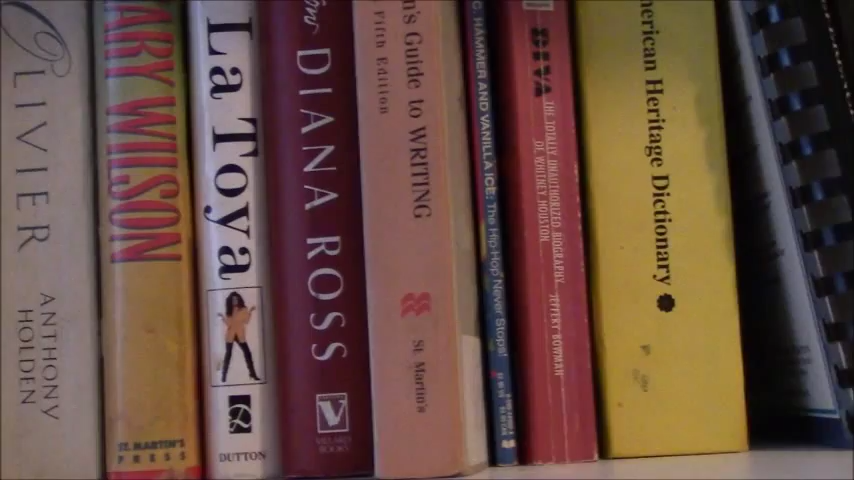 OLIVIER
ANTHONY
HOLDEN
ARY WILSON
ST. MARTIN'S
PRESS
La Toya
DUTTON
DIANA ROSS
VILLARD
BOOKS
n's Guide to WRITING
Fifth Edition
St. Martin's
C. HAMMER AND VANILLA ICE: The Hip Hop Never Stops!
DIVA
THE TOTALLY UNAUTHORIZED BIOGRAPHY
OF WHITNEY HOUSTON
JEFFERY BOWMAN
merican Heritage Dictionary